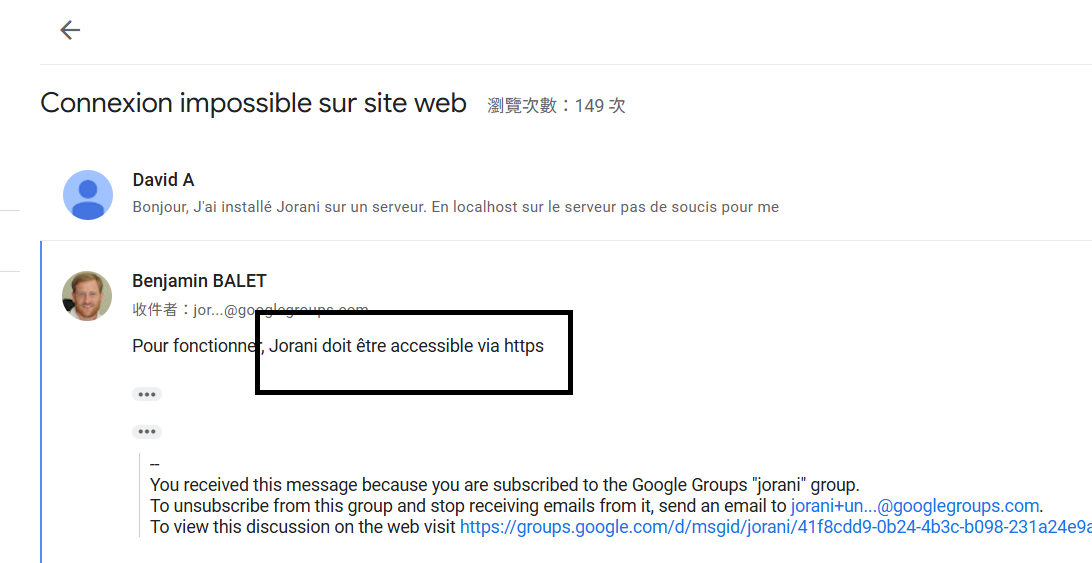 Connexion impossible sur site web 瀏覽次數：149 次
David A
Bonjour, J'ai installé Jorani sur un serveur. En localhost sur le serveur pas de soucis pour me
Benjamin BALET
收件者：jor...@googlegroups.com
Pour fonctionner, Jorani doit être accessible via https
--
You received this message because you are subscribed to the Google Groups "jorani" group.
To unsubscribe from this group and stop receiving emails from it, send an email to jorani+un...@googlegroups.com.
To view this discussion on the web visit https://groups.google.com/d/msgid/jorani/41f8cdd9-0b24-4b3c-b098-231a24e9a